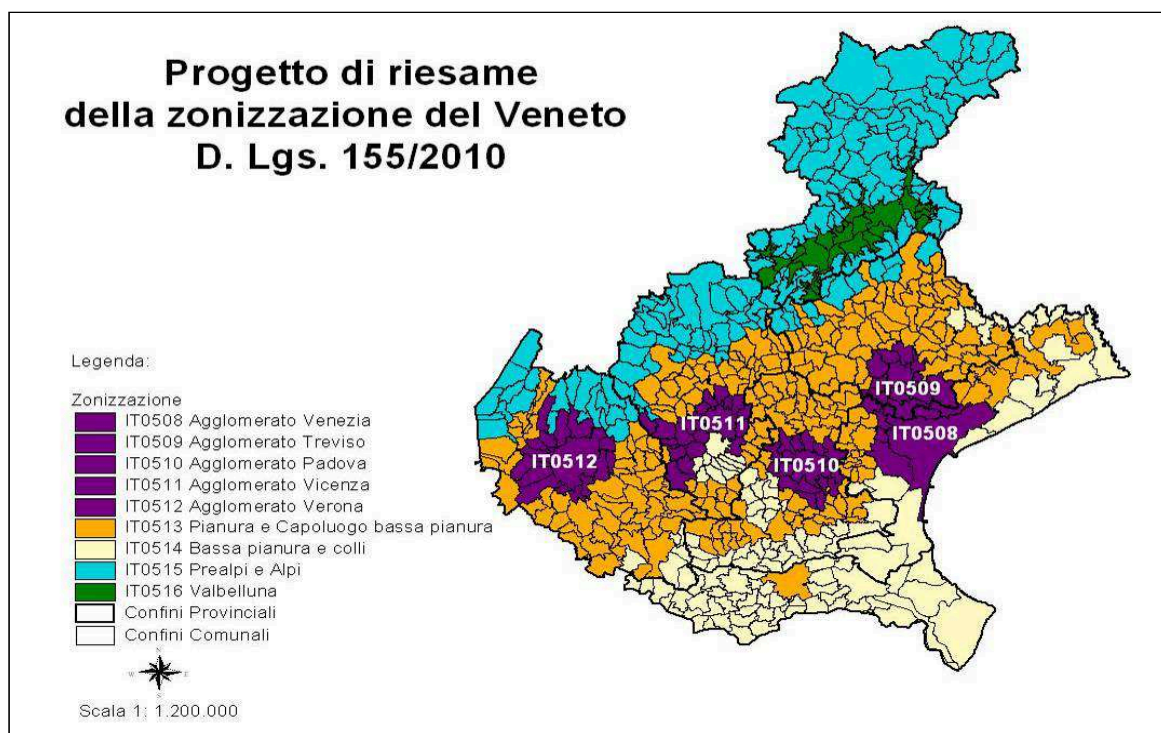 Progetto di riesame
della zonizzazione del Veneto
D. Lgs. 155/2010
IT0509
IT0511
IT0508
IT0512
IT0510
Legenda:
Zonizzazione
IT0508 Agglomerato Venezia
IT0509 Agglomerato Treviso
IT0510 Agglomerato Padova
IT0511 Agglomerato Vicenza
IT0512 Agglomerato Verona
IT0513 Pianura e Capoluogo bassa pianura
IT0514 Bassa pianura e colli
IT0515 Prealpi e Alpi
IT0516 Valbelluna
Confini Provinciali
Confini Comunali
N
W E
S
Scala 1: 1.200.000